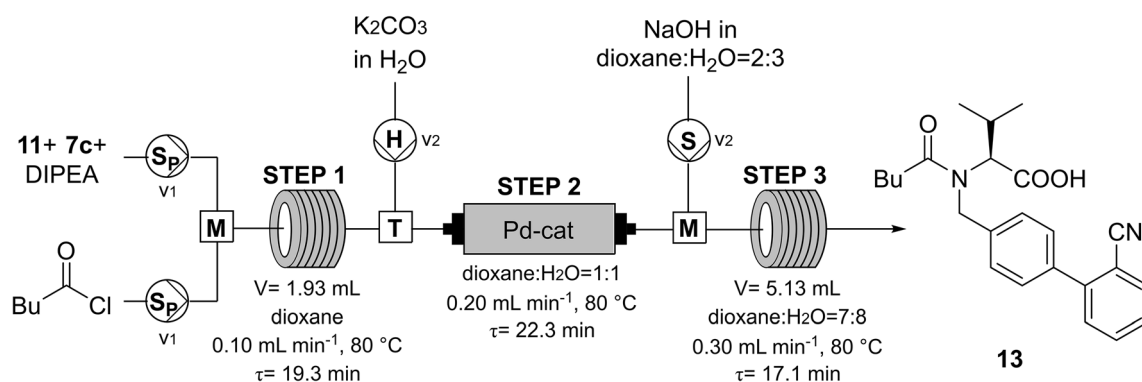 K2CO3
in H2O
NaOH in
dioxane:H2O=2:3
11+ 7c+
DIPEA
SP
V1
H
V2
S
V2
STEP 1
STEP 2
STEP 3
M
T
Pd-cat
M
O
Bu
Cl
SP
V1
V= 1.93 mL
dioxane
0.10 mL min-1, 80 °C
τ= 19.3 min
dioxane:H2O=1:1
0.20 mL min-1, 80 °C
τ= 22.3 min
V= 5.13 mL
dioxane:H2O=7:8
0.30 mL min-1, 80 °C
τ= 17.1 min
O
Bu
N
COOH
CN
13